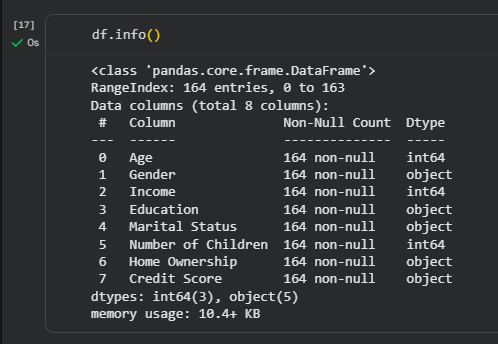 [17]
0s
df.info()
<class 'pandas.core.frame.DataFrame'>
RangeIndex: 164 entries, 0 to 163
Data columns (total 8 columns):
 #   Column              Non-Null Count  Dtype
---  ------              --------------  -----
 0   Age                 164 non-null    int64
 1   Gender              164 non-null    object
 2   Income              164 non-null    int64
 3   Education           164 non-null    object
 4   Marital Status      164 non-null    object
 5   Number of Children  164 non-null    int64
 6   Home Ownership      164 non-null    object
 7   Credit Score        164 non-null    object
dtypes: int64(3), object(5)
memory usage: 10.4+ KB